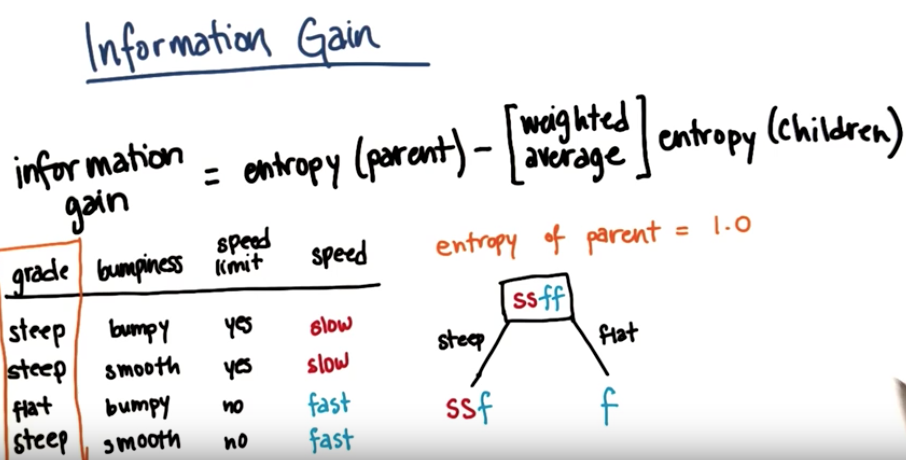 Information Gain
information gain = entropy (parent) - [weighted average] entropy (children)
entropy of parent = 1.0
grade bumpiness speed limit speed
steep bumpy yes slow
steep smooth yes slow
flat bumpy no fast
steep smooth no fast
ssff
steep flat
ssf f